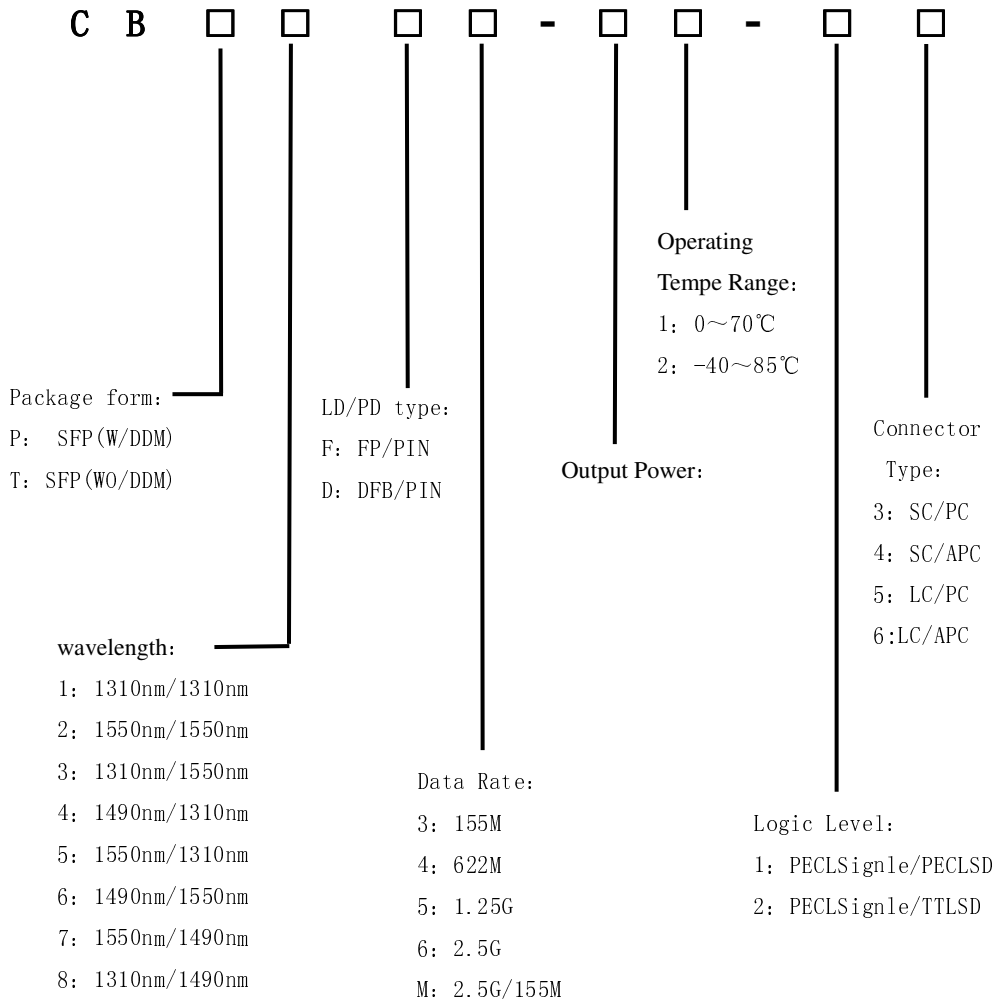 C B □ □ □ □ - □ □ - □ □
Operating
Tempe Range：
1：0～70℃
2：-40～85℃
Package form：
P： SFP(W/DDM)
T：SFP(WO/DDM)
LD/PD type：
F：FP/PIN
D：DFB/PIN
Output Power：
Connector
Type：
3：SC/PC
4：SC/APC
5：LC/PC
6:LC/APC
wavelength：
1：1310nm/1310nm
2：1550nm/1550nm
3：1310nm/1550nm
4：1490nm/1310nm
5：1550nm/1310nm
6：1490nm/1550nm
7：1550nm/1490nm
8：1310nm/1490nm
Data Rate：
3：155M
4：622M
5：1.25G
6：2.5G
M：2.5G/155M
Logic Level：
1：PECLSignle/PECLSD
2：PECLSignle/TTLSD